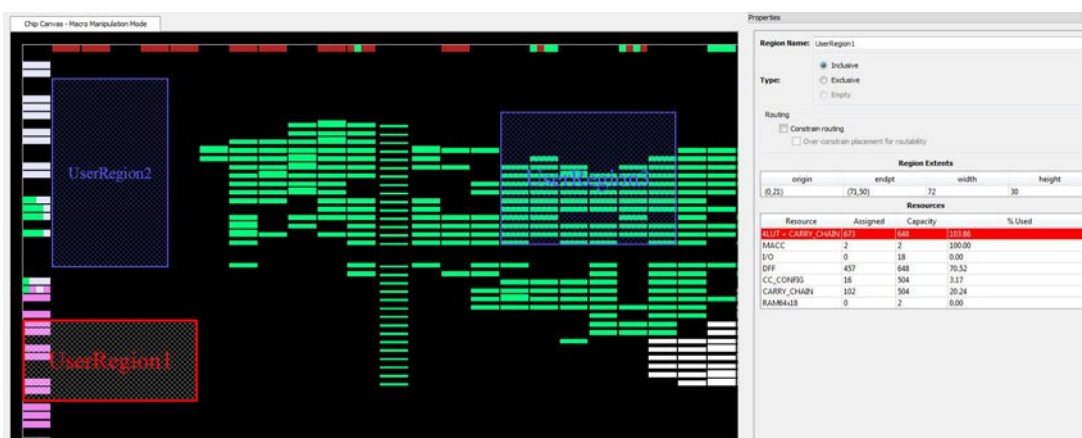 Chip Canvas - Macro Manipulation Mode
UserRegion2
UserRegion3
UserRegion1
Properties
Region Name: UserRegion1
Type:
Inclusive
Exclusive
Empty
Routing
Constrain routing
Over-constrain placement for routability
Region Extents
origin endpt width height
(0,21) (71,50) 72 30
Resources
Resource Assigned Capacity % Used
4LUT + CARRY_CHAIN 673 648 103.86
MACC 2 2 100.00
I/O 0 18 0.00
DFF 457 648 70.52
CC_CONFIG 16 504 3.17
CARRY_CHAIN 102 504 20.24
RAM64x18 0 2 0.00